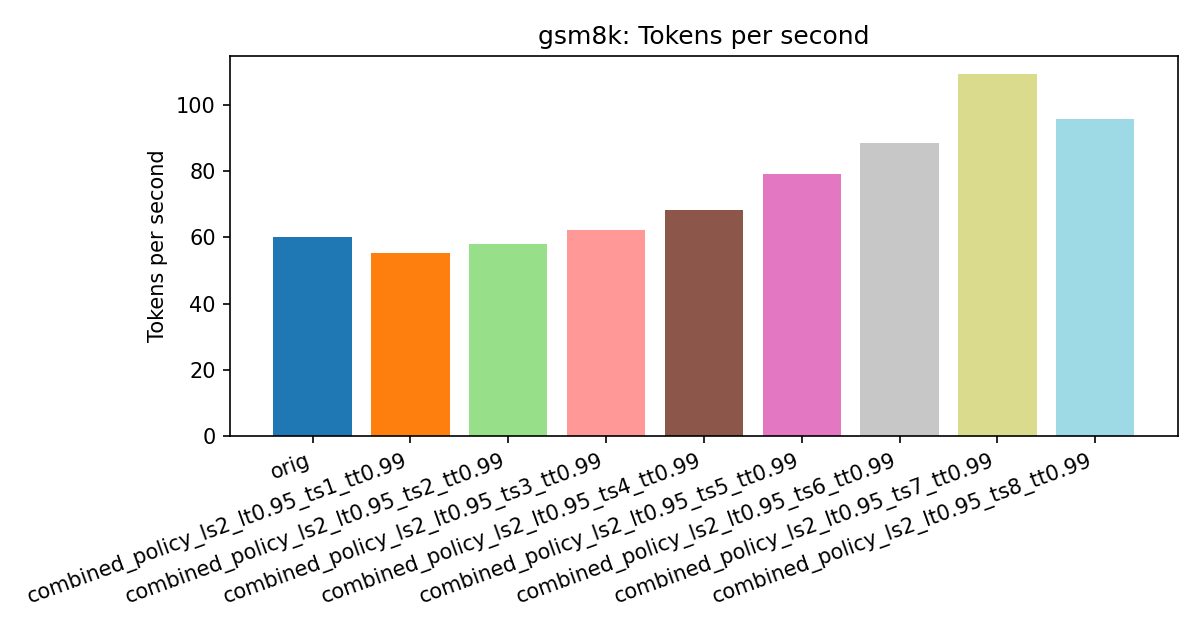 gsm8k: Tokens per second
Tokens per second
100
80
60
40
20
0
orig
combined_policy_ls2_lt0.95_ts1_tt0.99
combined_policy_ls2_lt0.95_ts2_tt0.99
combined_policy_ls2_lt0.95_ts3_tt0.99
combined_policy_ls2_lt0.95_ts4_tt0.99
combined_policy_ls2_lt0.95_ts5_tt0.99
combined_policy_ls2_lt0.95_ts6_tt0.99
combined_policy_ls2_lt0.95_ts7_tt0.99
combined_policy_ls2_lt0.95_ts8_tt0.99